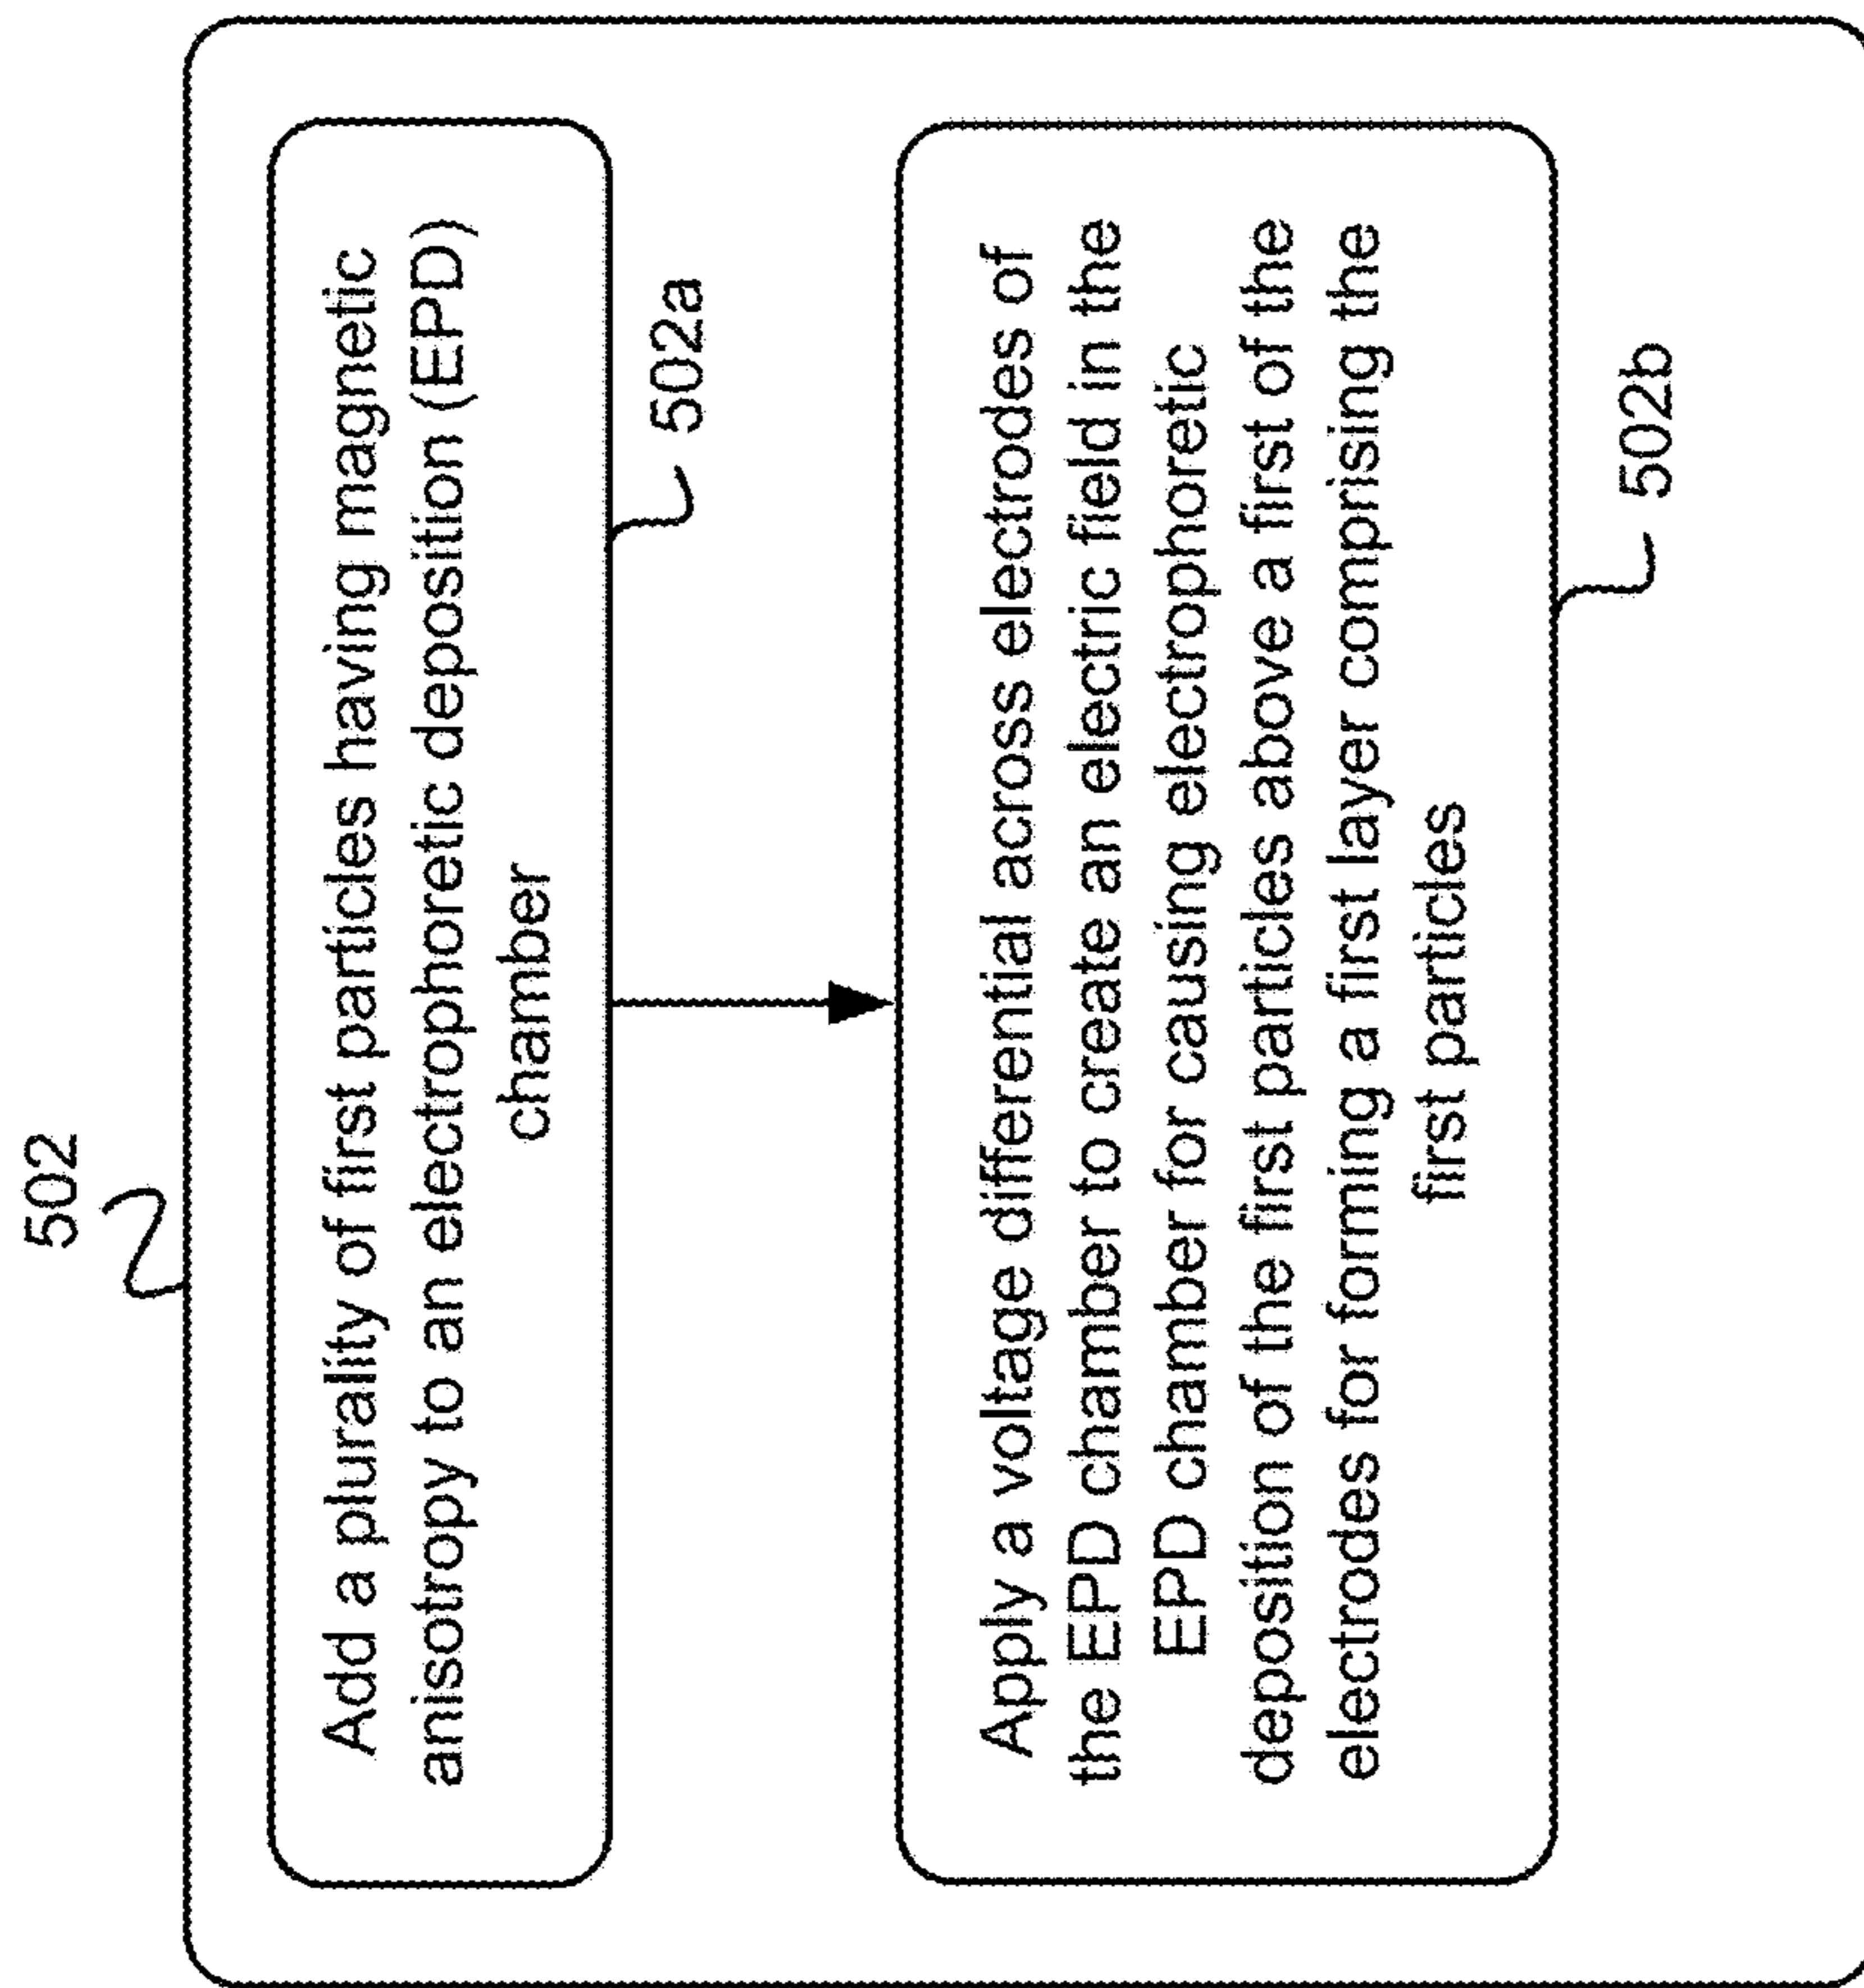 502
Add a plurality of first particles having magnetic
anisotropy to an electrophoretic deposition (EPD)
chamber
502a
Apply a voltage differential across electrodes of
the EPD chamber to create an electric field in the
EPD chamber for causing electrophoretic
deposition of the first particles above a first of the
electrodes for forming a first layer comprising the
first particles
502b